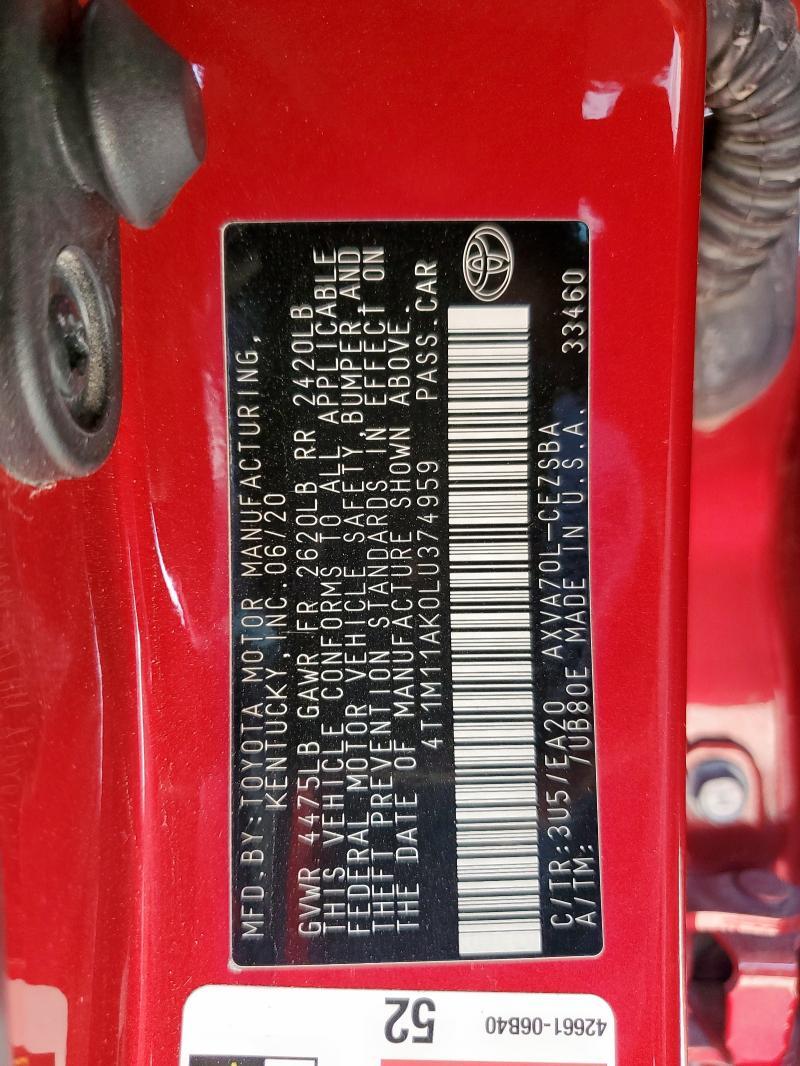 MFD.BY:TOYOTA MOTOR MANUFACTURING,
KENTUCKY,INC.06/20
GVWR 4475LB GAWR FR 2620LB RR 2420LB
THIS VEHICLE CONFORMS TO ALL APPLICABLE
FEDERAL MOTOR VEHICLE SAFETY,BUMPER,AND
THEFT PREVENTION STANDARDS IN EFFECT ON
THE DATE OF MANUFACTURE SHOWN ABOVE.
4T1M11AK0LU374959 PASS.CAR
C/TR:3U5/EA20 AXVA70L-CEZSBA
A/TM: /UB80E MADE IN U.S.A. 33460
52
42661-06B40